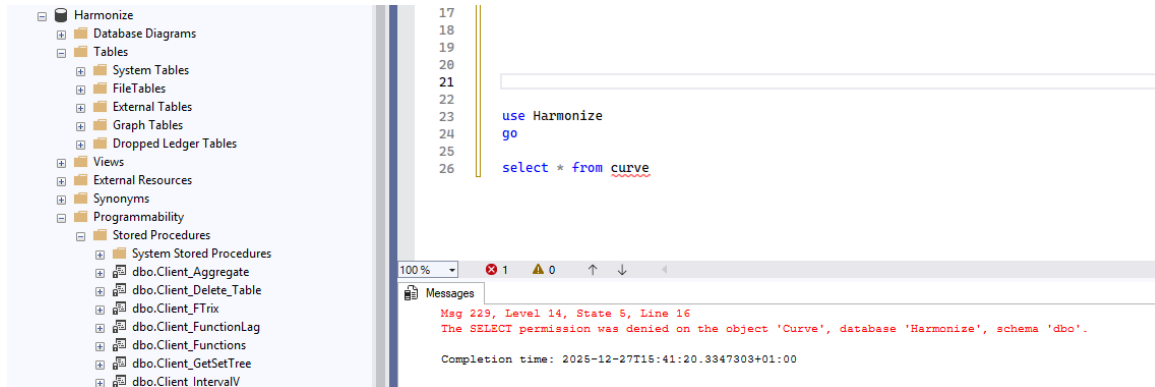 Harmonize
Database Diagrams
Tables
System Tables
FileTables
External Tables
Graph Tables
Dropped Ledger Tables
Views
External Resources
Synonyms
Programmability
Stored Procedures
System Stored Procedures
dbo.Client_Aggregate
dbo.Client_Delete_Table
dbo.Client_FTrix
dbo.Client_FunctionLag
dbo.Client_Functions
dbo.Client_GetSetTree
dbo.Client_IntervalV
17
18
19
20
21
22
23 use Harmonize
24 go
25
26 select * from curve
100 % 1 0
Messages
Msg 229, Level 14, State 5, Line 16
The SELECT permission was denied on the object 'Curve', database 'Harmonize', schema 'dbo'.
Completion time: 2025-12-27T15:41:20.3347303+01:00